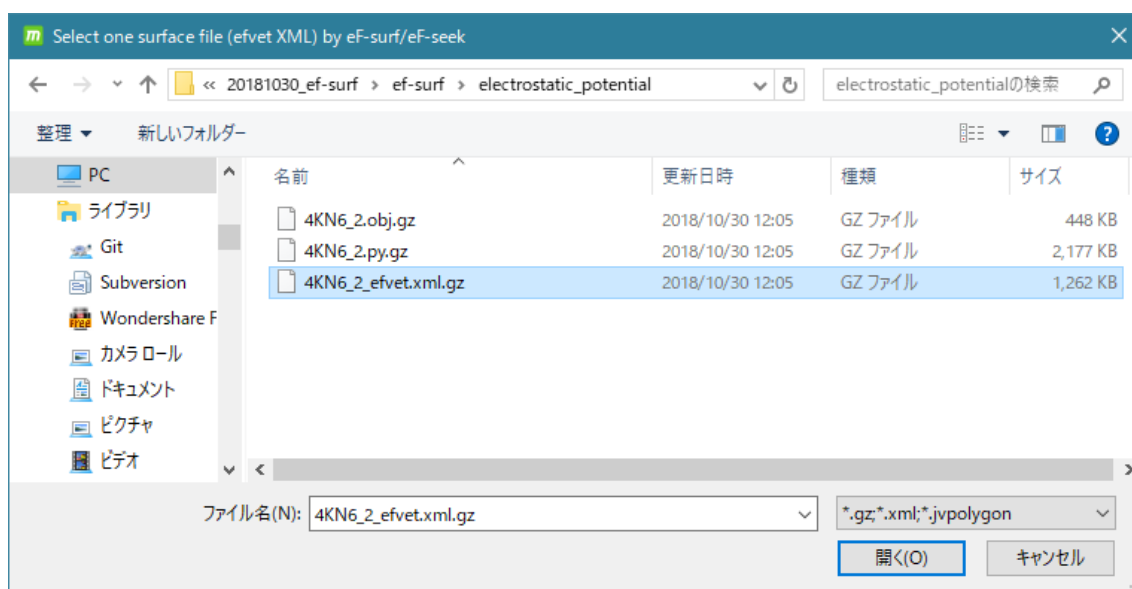 m Select one surface file (efvet XML) by eF-surf/eF-seek
« 20181030_ef-surf > ef-surf > electrostatic_potential electrostatic_potentialの検索
整理 新しいフォルダー ?
PC 名前 更新日時 種類 サイズ
ライブラリ 4KN6_2.obj.gz 2018/10/30 12:05 GZ ファイル 448 KB
Git 4KN6_2.py.gz 2018/10/30 12:05 GZ ファイル 2,177 KB
Subversion 4KN6_2_efvet.xml.gz 2018/10/30 12:05 GZ ファイル 1,262 KB
Free Wondershare F
カメラ ロール
ドキュメント
ピクチャ
ビデオ
ファイル名(N): 4KN6_2_efvet.xml.gz *.gz;*.xml;*.jvpolygon
開く(O) キャンセル